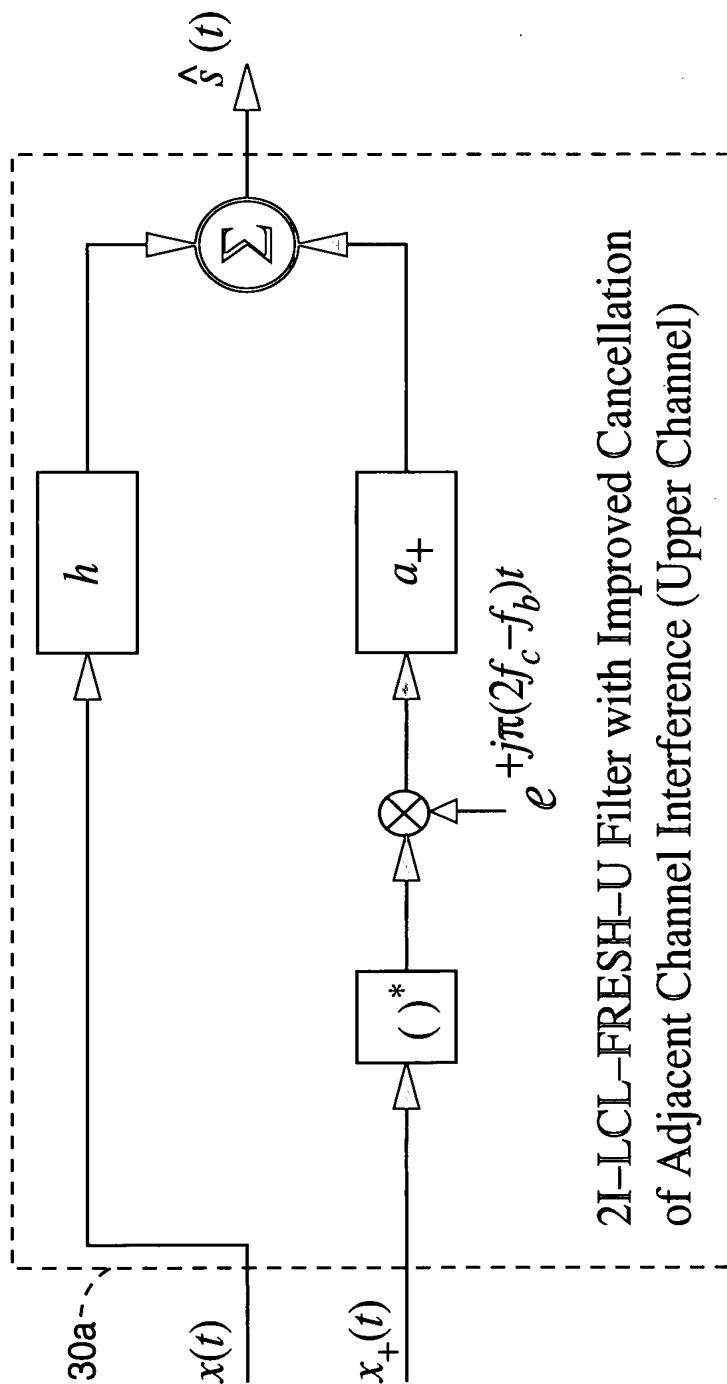 30a
x(t)
h
Σ
ŝ(t)
x₊(t)
()*
e^{+jπ(2f_c−f_b)t}
a₊
2I–LCL–FRESH–U Filter with Improved Cancellation
of Adjacent Channel Interference (Upper Channel)